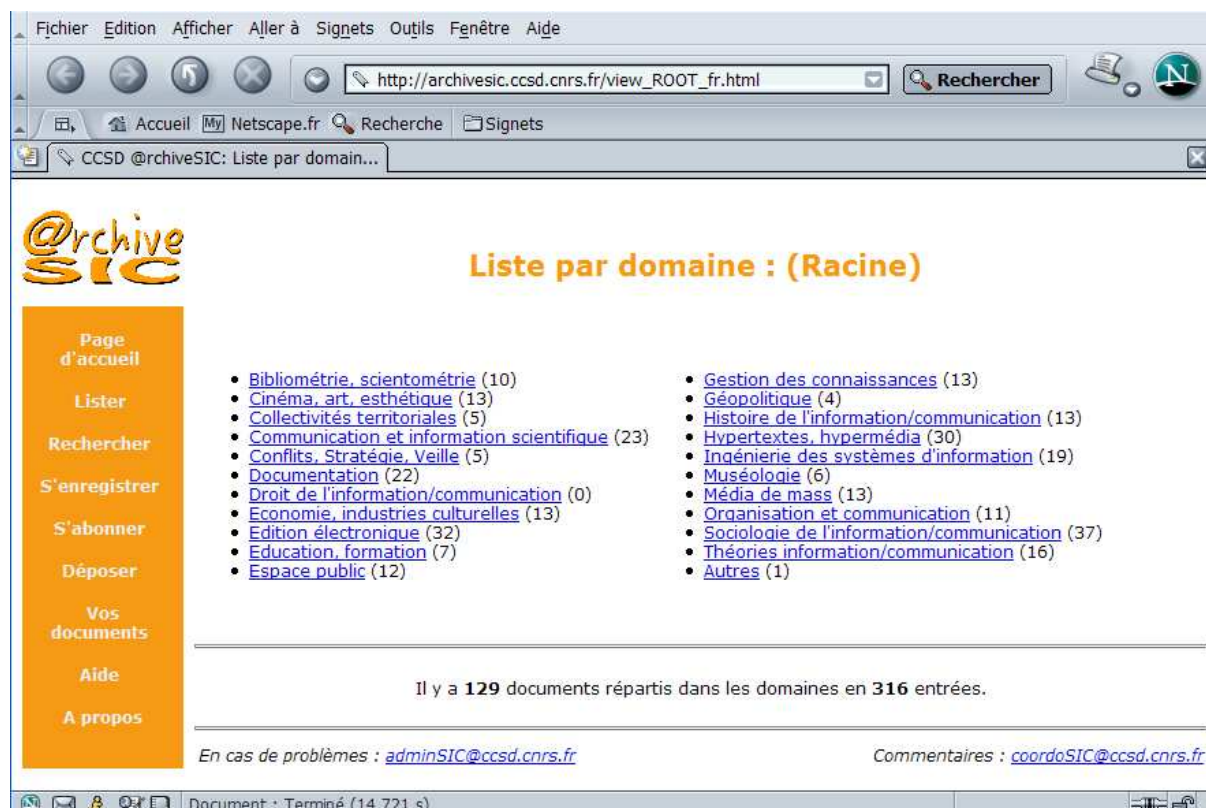 Fichier Edition Afficher Aller à Signets Outils Fenêtre Aide
http://archivesic.ccsd.cnrs.fr/view_ROOT_fr.html Rechercher N
Accueil My Netscape.fr Recherche Signets
CCSD @rchiveSIC: Liste par domain...
@rchive
SIC
Liste par domaine : (Racine)
Page
d'accueil
Lister
Rechercher
S'enregistrer
S'abonner
Déposer
Vos
documents
Aide
A propos
Bibliométrie, scientométrie (10)
Cinéma, art, esthétique (13)
Collectivités territoriales (5)
Communication et information scientifique (23)
Conflits, Stratégie, Veille (5)
Documentation (22)
Droit de l'information/communication (0)
Economie, industries culturelles (13)
Edition électronique (32)
Education, formation (7)
Espace public (12)
Gestion des connaissances (13)
Géopolitique (4)
Histoire de l'information/communication (13)
Hypertextes, hypermédia (30)
Ingénierie des systèmes d'information (19)
Muséologie (6)
Média de mass (13)
Organisation et communication (11)
Sociologie de l'information/communication (37)
Théories information/communication (16)
Autres (1)
Il y a 129 documents répartis dans les domaines en 316 entrées.
En cas de problèmes : adminSIC@ccsd.cnrs.fr
Commentaires : coordoSIC@ccsd.cnrs.fr
Document : Terminé (14.721 s)